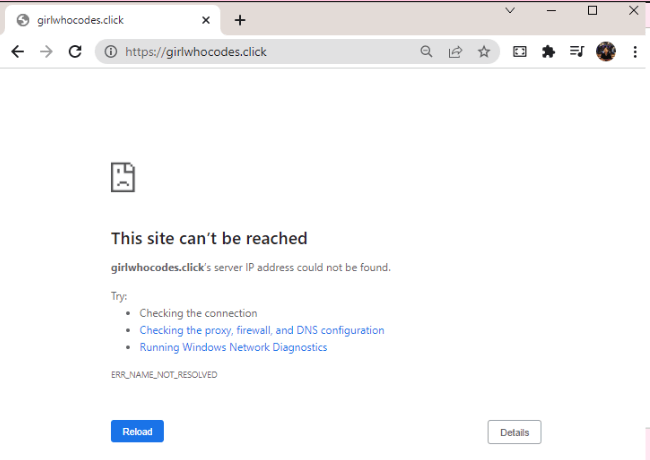 girlwhocodes.click
https://girlwhocodes.click
This site can't be reached
girlwhocodes.click's server IP address could not be found.
Try:
• Checking the connection
• Checking the proxy, firewall, and DNS configuration
• Running Windows Network Diagnostics
ERR_NAME_NOT_RESOLVED
Reload
Details